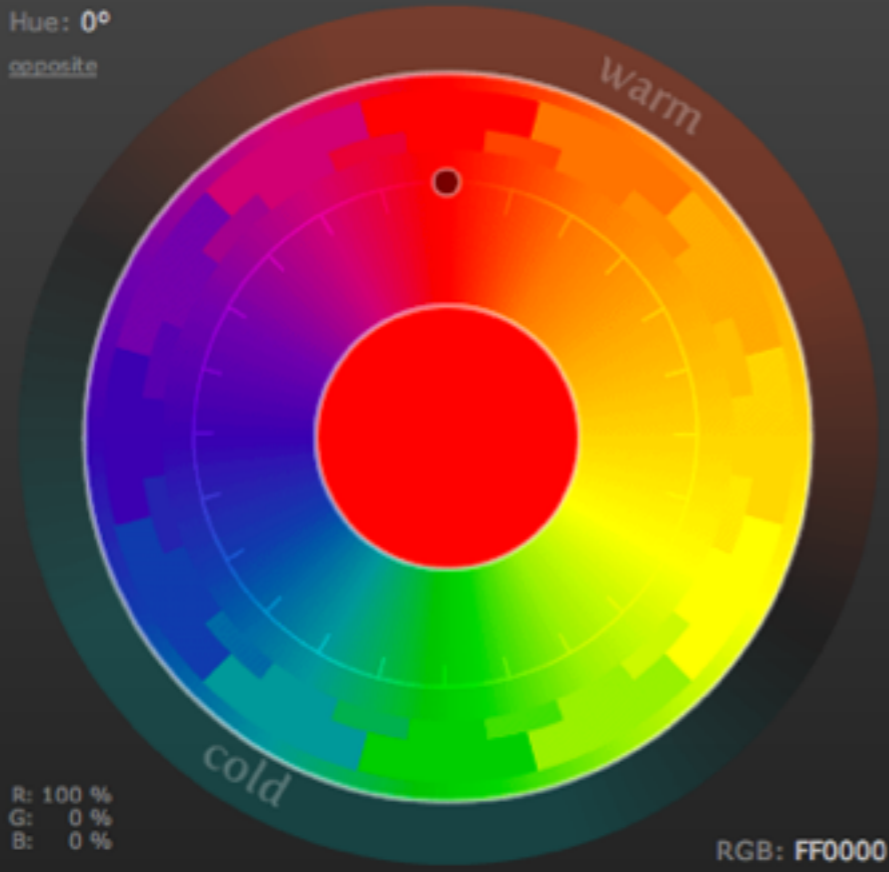 Hue: 0°
opposite
warm
cold
R: 100 %
G: 0 %
B: 0 %
RGB: FF0000